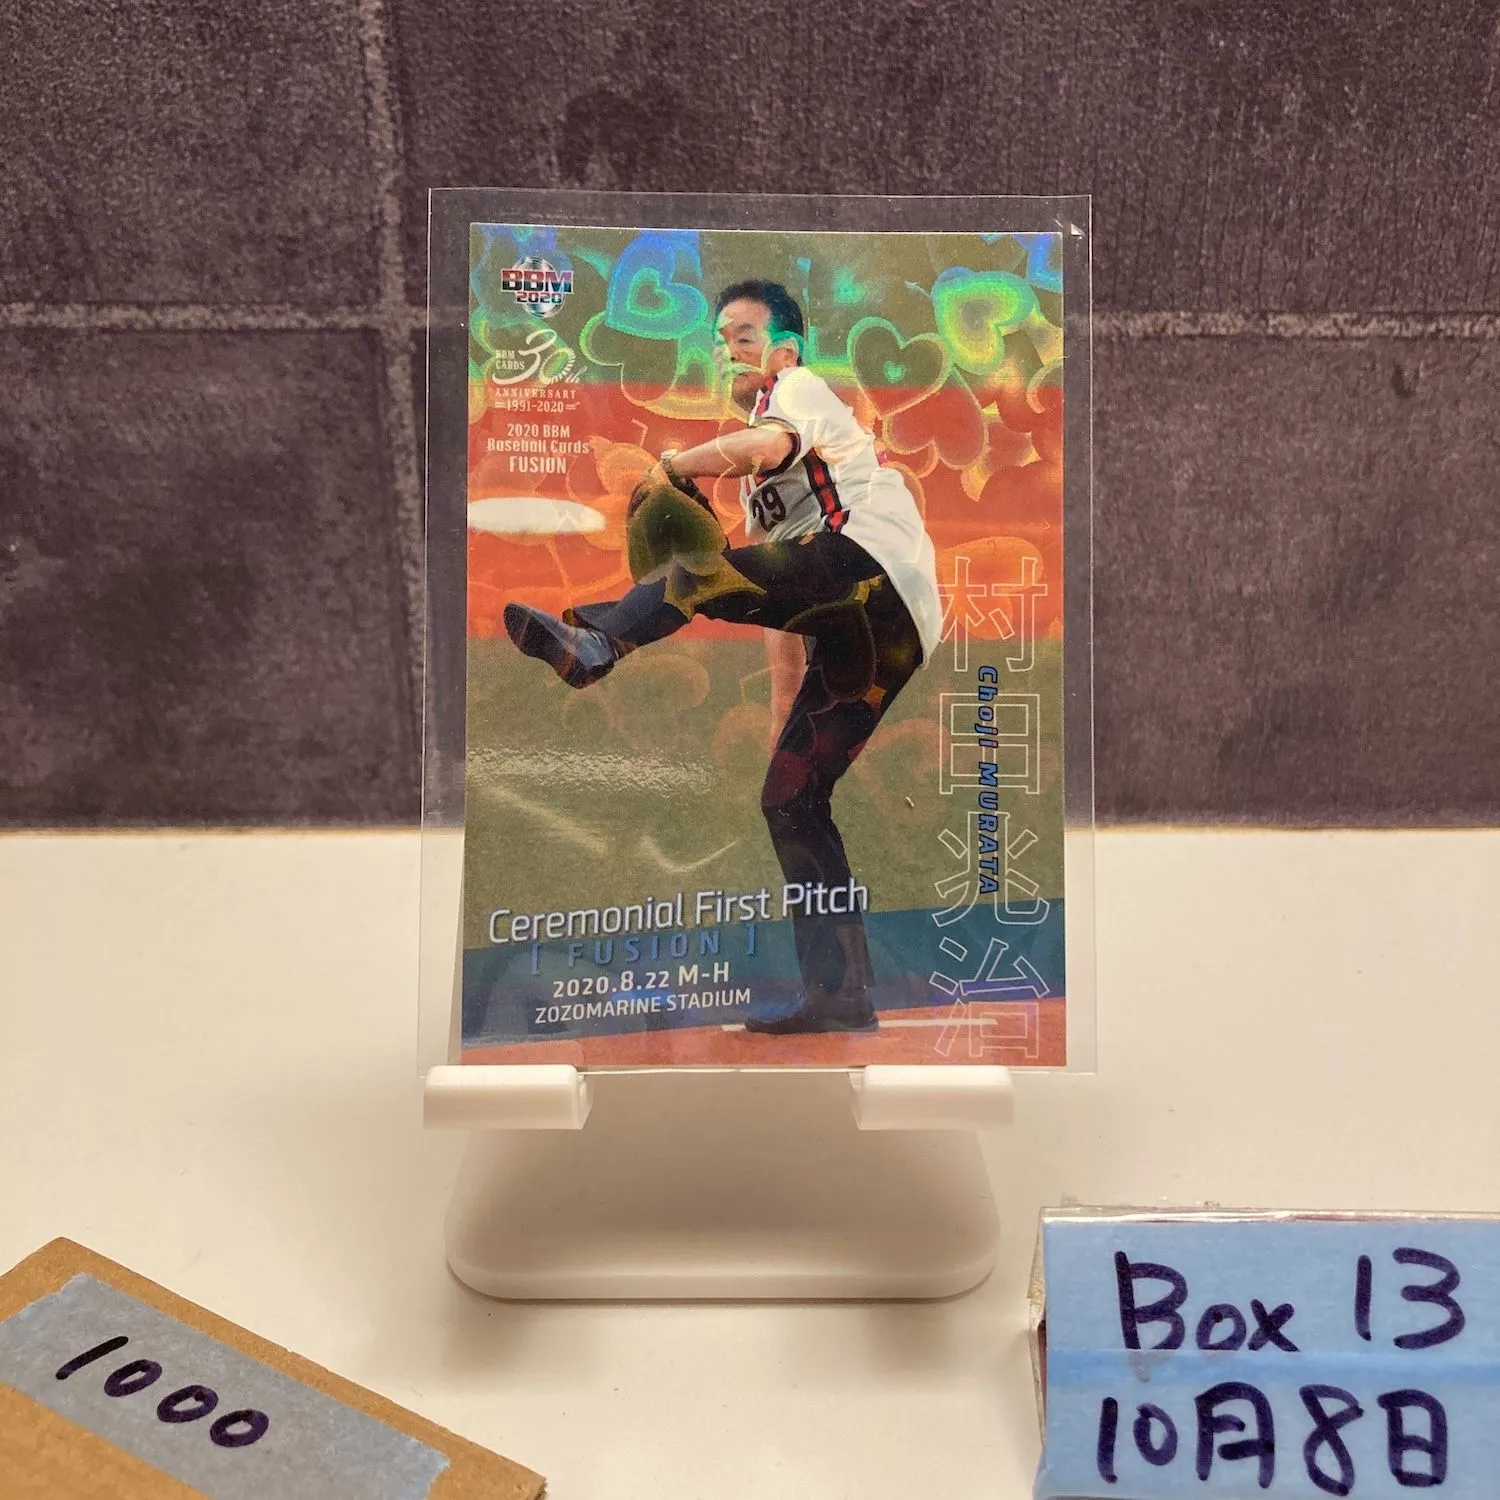 BBM
2020
BBM
CARDS
30th
ANNIVERSARY
=1991-2020=
2020 BBM
Baseball Cards
FUSION
29
村田兆治
Choji MURATA
Ceremonial First Pitch
[ FUSION ]
2020.8.22 M-H
ZOZOMARINE STADIUM
1000
Box 13
10月8日